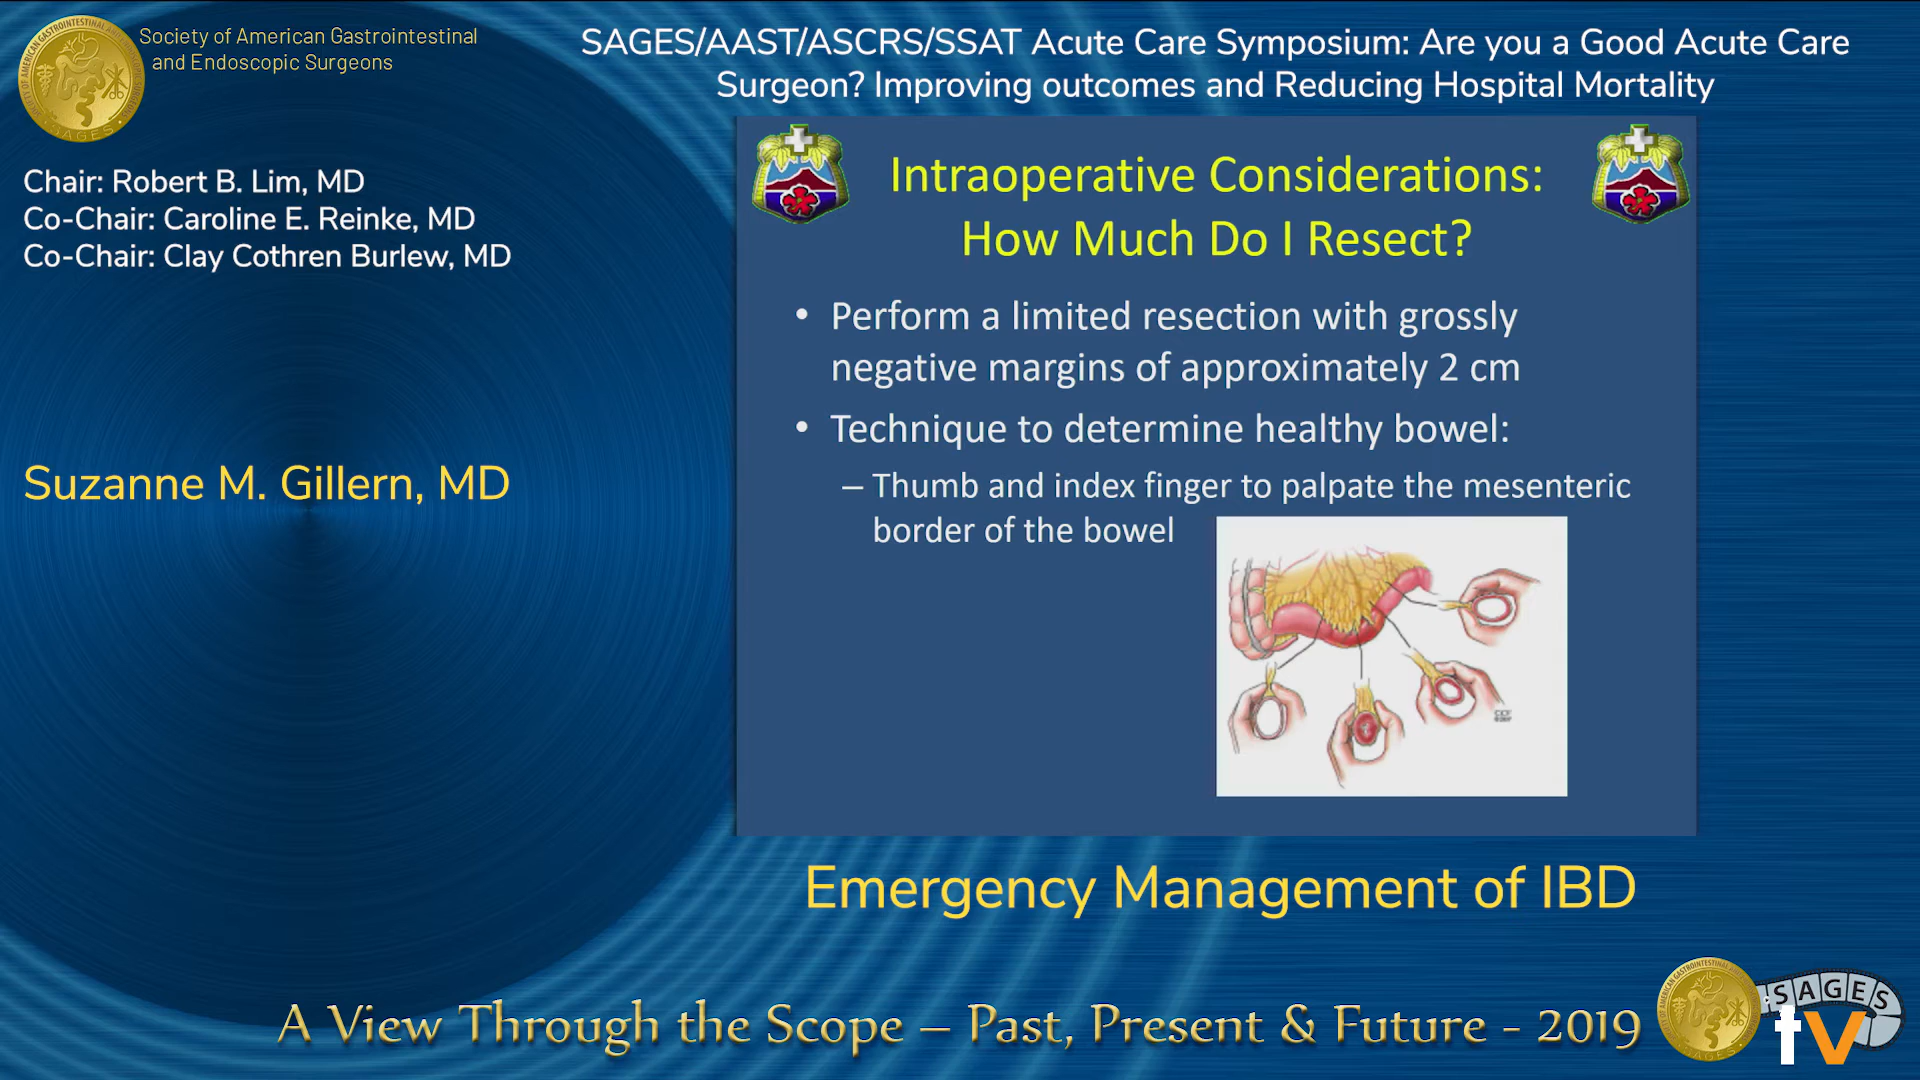 Society of American Gastrointestinal
and Endoscopic Surgeons
SAGES/AAST/ASCRS/SSAT Acute Care Symposium: Are you a Good Acute Care
Surgeon? Improving outcomes and Reducing Hospital Mortality
Chair: Robert B. Lim, MD
Co-Chair: Caroline E. Reinke, MD
Co-Chair: Clay Cothren Burlew, MD
Suzanne M. Gillern, MD
Intraoperative Considerations:
How Much Do I Resect?
• Perform a limited resection with grossly
negative margins of approximately 2 cm
• Technique to determine healthy bowel:
– Thumb and index finger to palpate the mesenteric
border of the bowel
Emergency Management of IBD
A View Through the Scope – Past, Present & Future - 2019
SAGES
tv